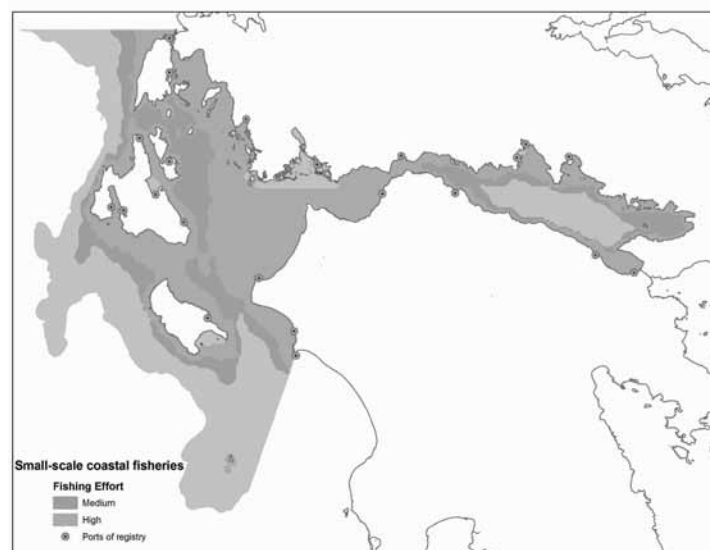 Small-scale coastal fisheries
Fishing Effort
Medium
High
Ports of registry